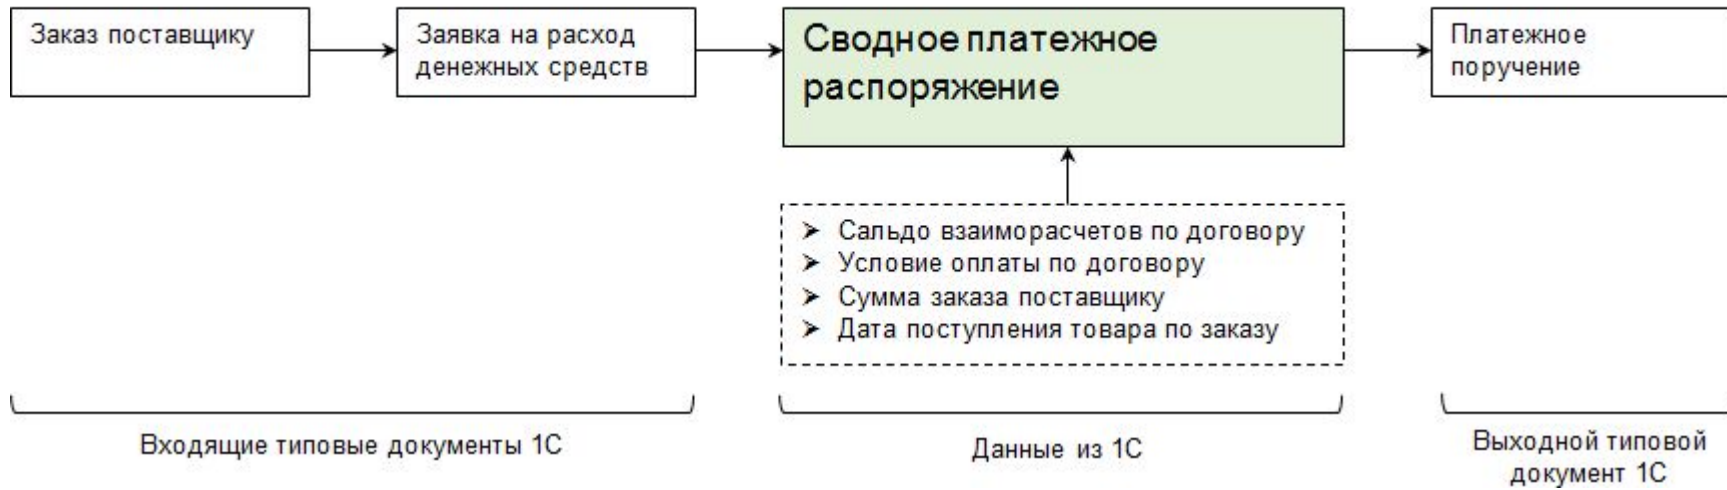 Заказ поставщику
Заявка на расход
денежных средств
Сводное платежное
распоряжение
Платежное
поручение
➤ Сальдо взаиморасчетов по договору
➤ Условие оплаты по договору
➤ Сумма заказа поставщику
➤ Дата поступления товара по заказу
Входящие типовые документы 1С
Данные из 1С
Выходной типовой
документ 1С